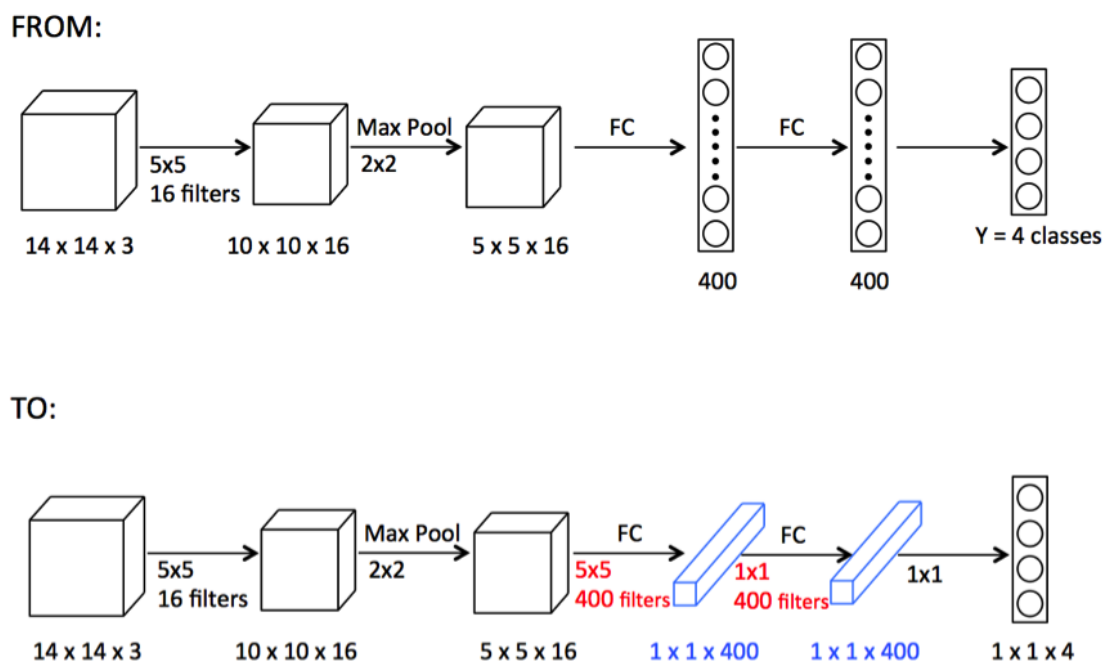 FROM:
Max Pool
FC
FC
5x5
2x2
16 filters
14 x 14 x 3
10 x 10 x 16
5 x 5 x 16
Y = 4 classes
400
400
TO:
Max Pool
FC
FC
5x5
2x2
5x5
1x1
1x1
16 filters
400 filters
400 filters
14 x 14 x 3
10 x 10 x 16
5 x 5 x 16
1 x 1 x 400
1 x 1 x 400
1 x 1 x 4